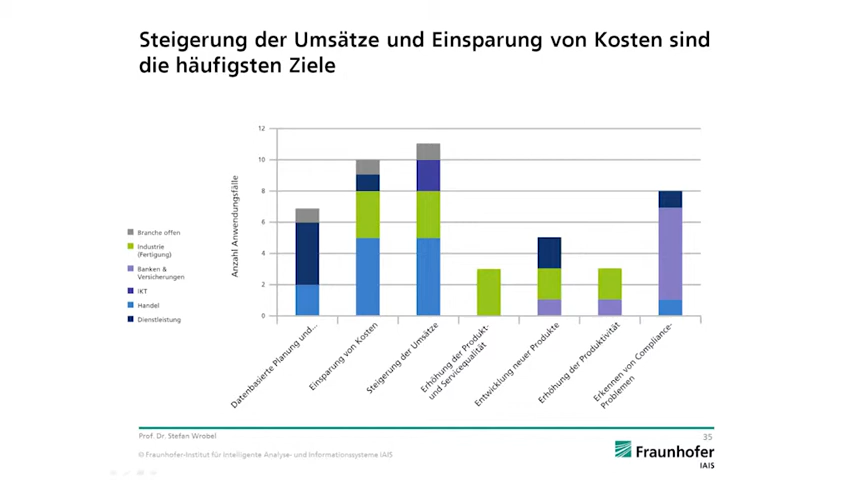 Steigerung der Umsätze und Einsparung von Kosten sind
die häufigsten Ziele
12
10
8
6
4
2
0
Anzahl Anwendungsfälle
Branche offen
Industrie
(Fertigung)
Banken &
Versicherungen
IKT
Handel
Dienstleistung
Datenbasierte Planung und...
Einsparung von Kosten
Steigerung der Umsätze
Erhöhung der Produkt-
und Servicequalität
Entwicklung neuer Produkte
Erhöhung der Produktivität
Erkennen von Compliance-
Problemen
Prof. Dr. Stefan Wrobel
35
© Fraunhofer-Institut für Intelligente Analyse- und Informationssysteme IAIS
Fraunhofer
IAIS